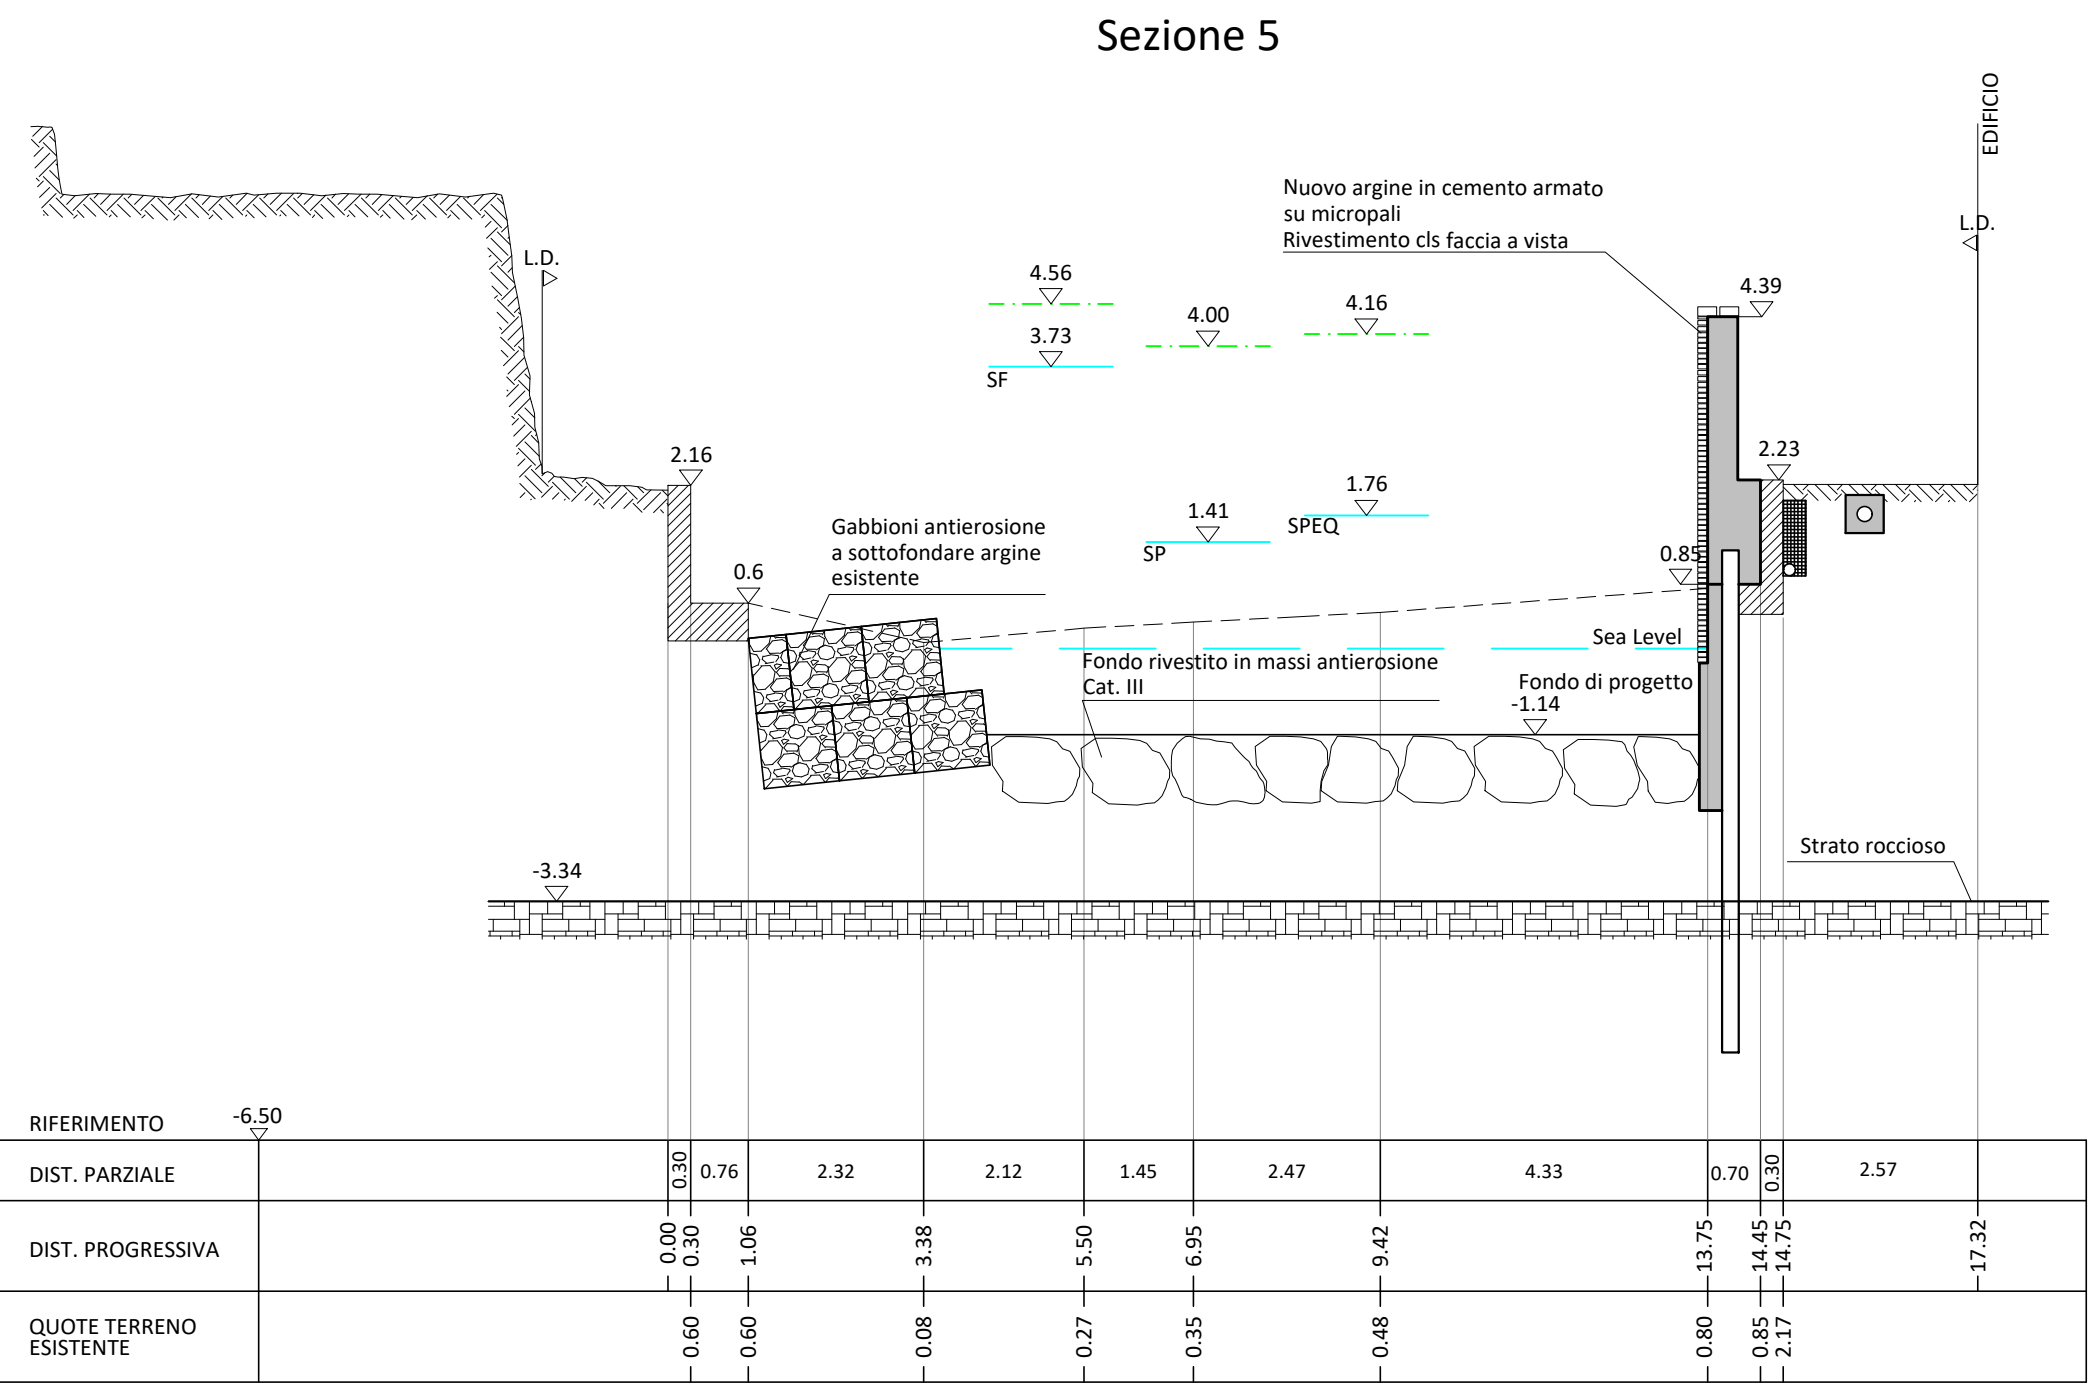 Sezione 5
EDIFICIO
Nuovo argine in cemento armato
su micropali
Rivestimento cls faccia a vista
L.D.
L.D.
4.56
4.39
4.16
4.00
3.73
SF
2.16
2.23
1.76
SPEQ
1.41
SP
Gabbioni antierosione
a sottofondare argine
esistente
0.85
0.6
Sea Level
Fondo rivestito in massi antierosione
Cat. III
Fondo di progetto
-1.14
Strato roccioso
-3.34
RIFERIMENTO -6.50
DIST. PARZIALE 0.30 0.76 2.32 2.12 1.45 2.47 4.33 0.70 0.30 2.57
DIST. PROGRESSIVA 0.00 0.30 1.06 3.38 5.50 6.95 9.42 13.75 14.45 14.75 17.32
QUOTE TERRENO
ESISTENTE 0.60 0.60 0.08 0.27 0.35 0.48 0.80 0.85 2.17